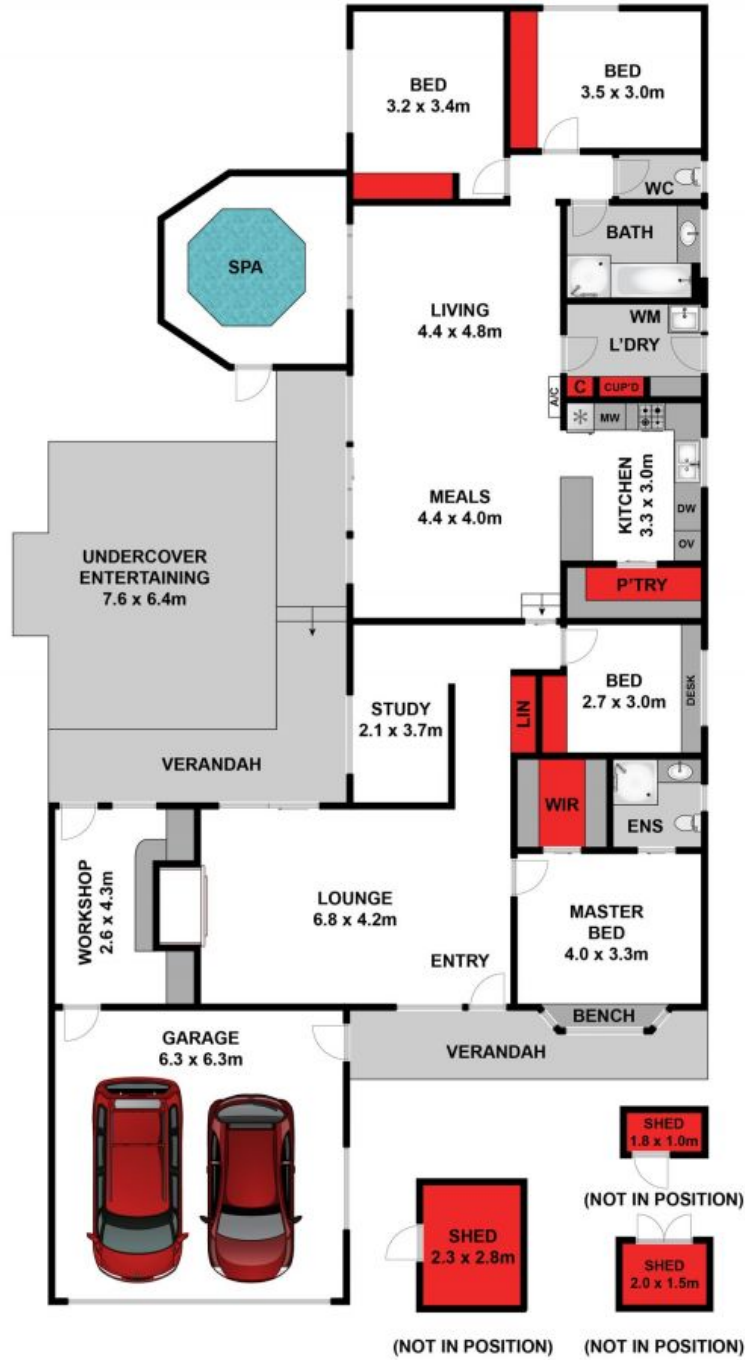 BED
3.2 x 3.4m
BED
3.5 x 3.0m
WC
BATH
SPA
LIVING
4.4 x 4.8m
WM
L'DRY
C
CUP'D
A/C
MW
KITCHEN
3.3 x 3.0m
MEALS
4.4 x 4.0m
DW
OV
UNDERCOVER
ENTERTAINING
7.6 x 6.4m
P'TRY
BED
2.7 x 3.0m
DESK
STUDY
2.1 x 3.7m
LIN
VERANDAH
WIR
ENS
WORKSHOP
2.6 x 4.3m
LOUNGE
6.8 x 4.2m
MASTER
BED
4.0 x 3.3m
ENTRY
BENCH
GARAGE
6.3 x 6.3m
VERANDAH
SHED
1.8 x 1.0m
(NOT IN POSITION)
SHED
2.3 x 2.8m
(NOT IN POSITION)
SHED
2.0 x 1.5m
(NOT IN POSITION)